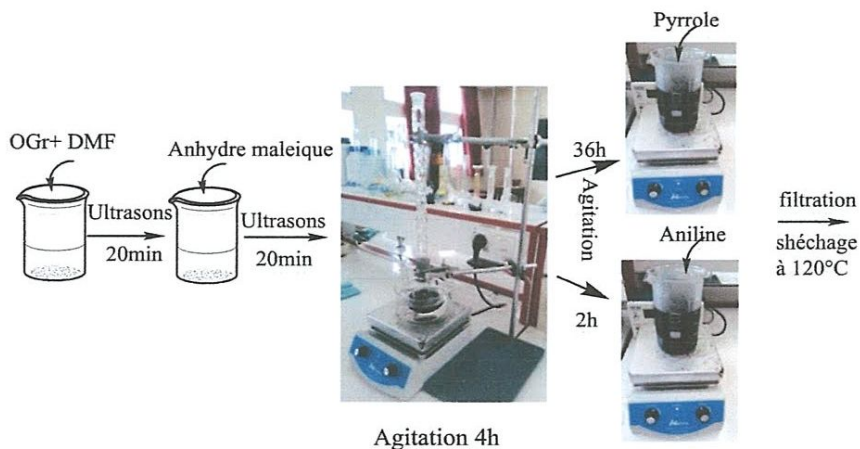 OGr+ DMF
Ultrasons
20min
Anhydre maleique
Ultrasons
20min
Agitation 4h
36h
Agitation
2h
Pyrrole
Aniline
filtration
shéchage
à 120°C